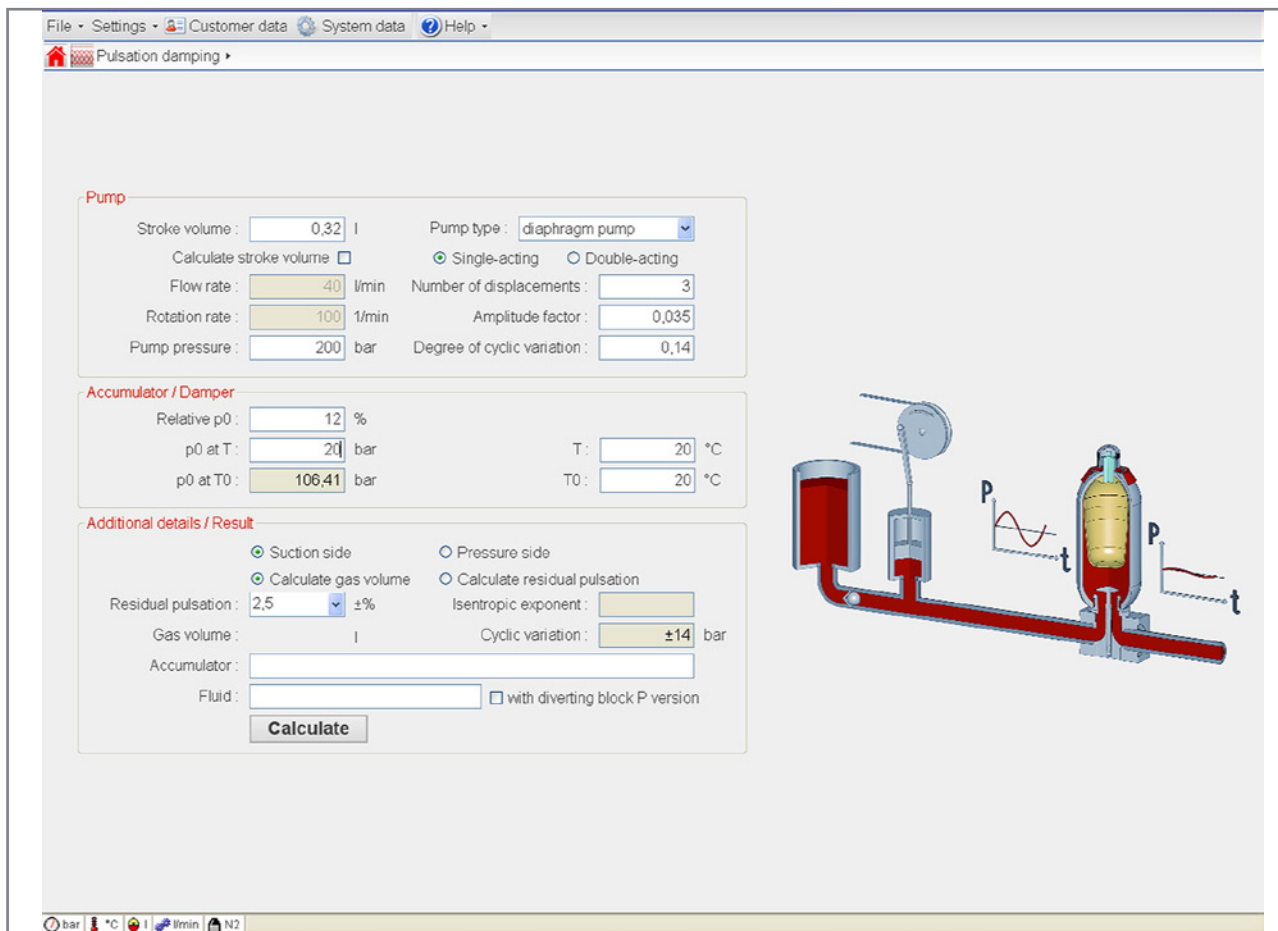 File Settings Customer data System data Help
Pulsation damping
Pump
Stroke volume : 0,32 l Pump type : diaphragm pump
Calculate stroke volume Single-acting Double-acting
Flow rate : 40 l/min Number of displacements : 3
Rotation rate : 100 1/min Amplitude factor : 0,035
Pump pressure : 200 bar Degree of cyclic variation : 0,14
Accumulator / Damper
Relative p0 : 12 %
p0 at T : 20 bar T : 20 °C
p0 at T0 : 106,41 bar T0 : 20 °C
Additional details / Result
Suction side Pressure side
Calculate gas volume Calculate residual pulsation
Residual pulsation : 2,5 ±% Isentropic exponent :
Gas volume : l Cyclic variation : ±14 bar
Accumulator :
Fluid : with diverting block P version
Calculate
P
t
P
t
bar °C l l/min N2